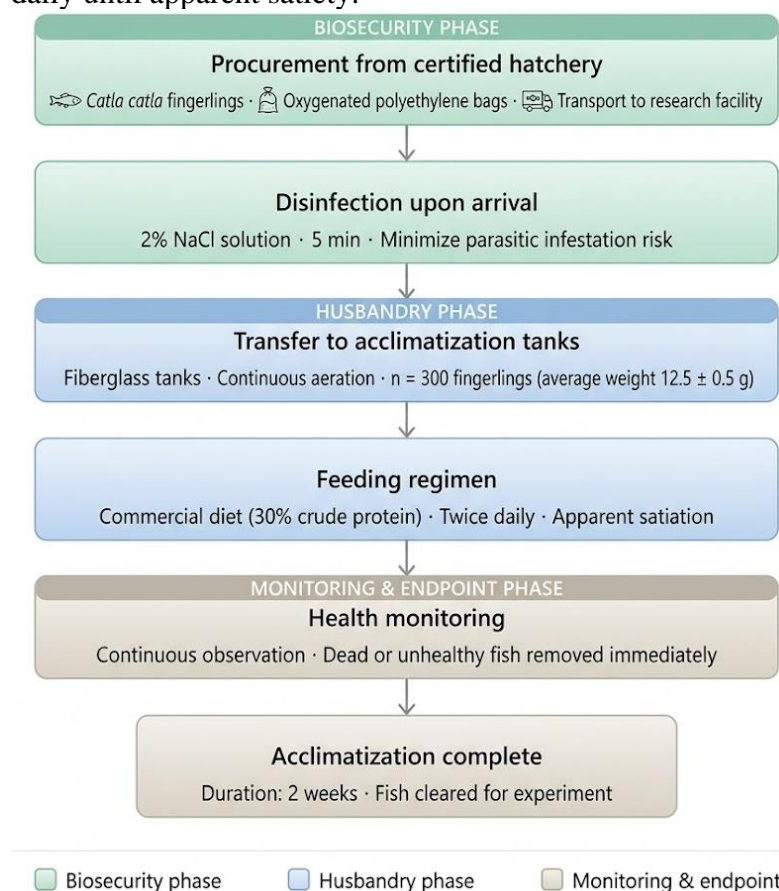 daily until apparent satiety.
BIOSECURITY PHASE
Procurement from certified hatchery
Catla catla fingerlings · Oxygenated polyethylene bags · Transport to research facility
Disinfection upon arrival
2% NaCl solution · 5 min · Minimize parasitic infestation risk
HUSBANDRY PHASE
Transfer to acclimatization tanks
Fiberglass tanks · Continuous aeration · n = 300 fingerlings (average weight 12.5 ± 0.5 g)
Feeding regimen
Commercial diet (30% crude protein) · Twice daily · Apparent satiation
MONITORING & ENDPOINT PHASE
Health monitoring
Continuous observation · Dead or unhealthy fish removed immediately
Acclimatization complete
Duration: 2 weeks · Fish cleared for experiment
Biosecurity phase Husbandry phase Monitoring & endpoint